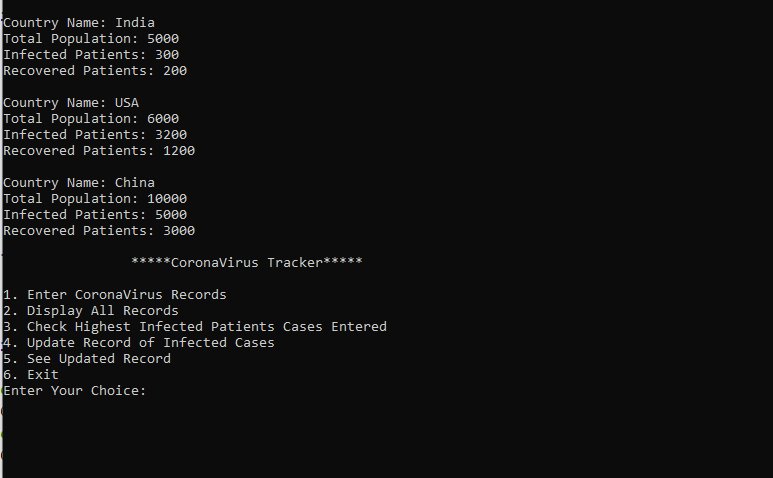 Country Name: India
Total Population: 5000
Infected Patients: 300
Recovered Patients: 200
Country Name: USA
Total Population: 6000
Infected Patients: 3200
Recovered Patients: 1200
Country Name: China
Total Population: 10000
Infected Patients: 5000
Recovered Patients: 3000
*****CoronaVirus Tracker*****
1. Enter CoronaVirus Records
2. Display All Records
3. Check Highest Infected Patients Cases Entered
4. Update Record of Infected Cases
5. See Updated Record
6. Exit
Enter Your Choice: